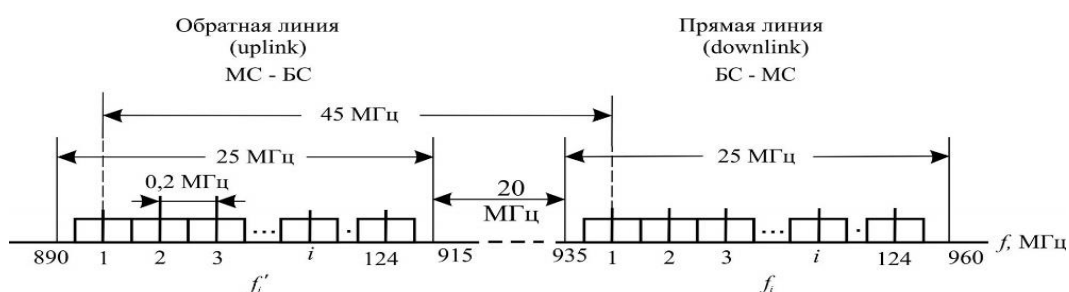 Обратная линия
(uplink)
МС - БС
Прямая линия
(downlink)
БС - МС
45 МГц
25 МГц
25 МГц
0,2 МГц
20
МГц
...
.
...
.
890 1 2 3 i 124 915 935 1 2 3 i 124 960 f, МГц
fi′ fi